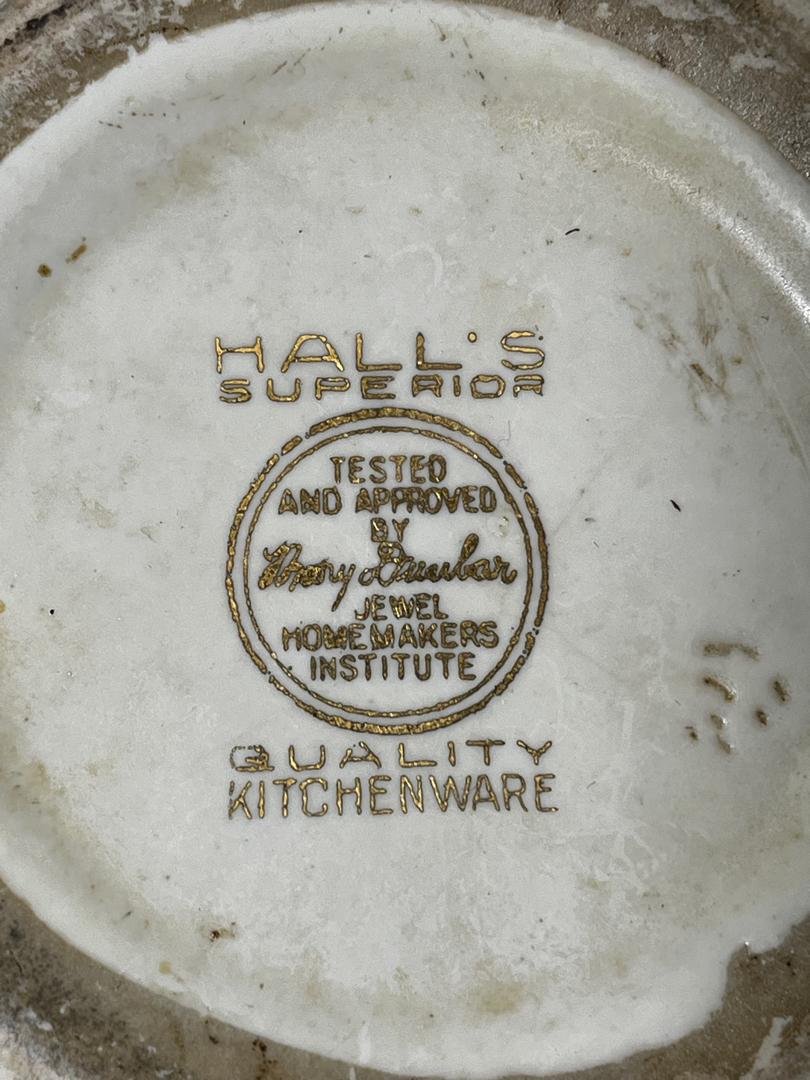 HALL'S
SUPERIOR
TESTED
AND APPROVED
BY
Mary Dunbar
JEWEL
HOMEMAKERS
INSTITUTE
QUALITY
KITCHENWARE